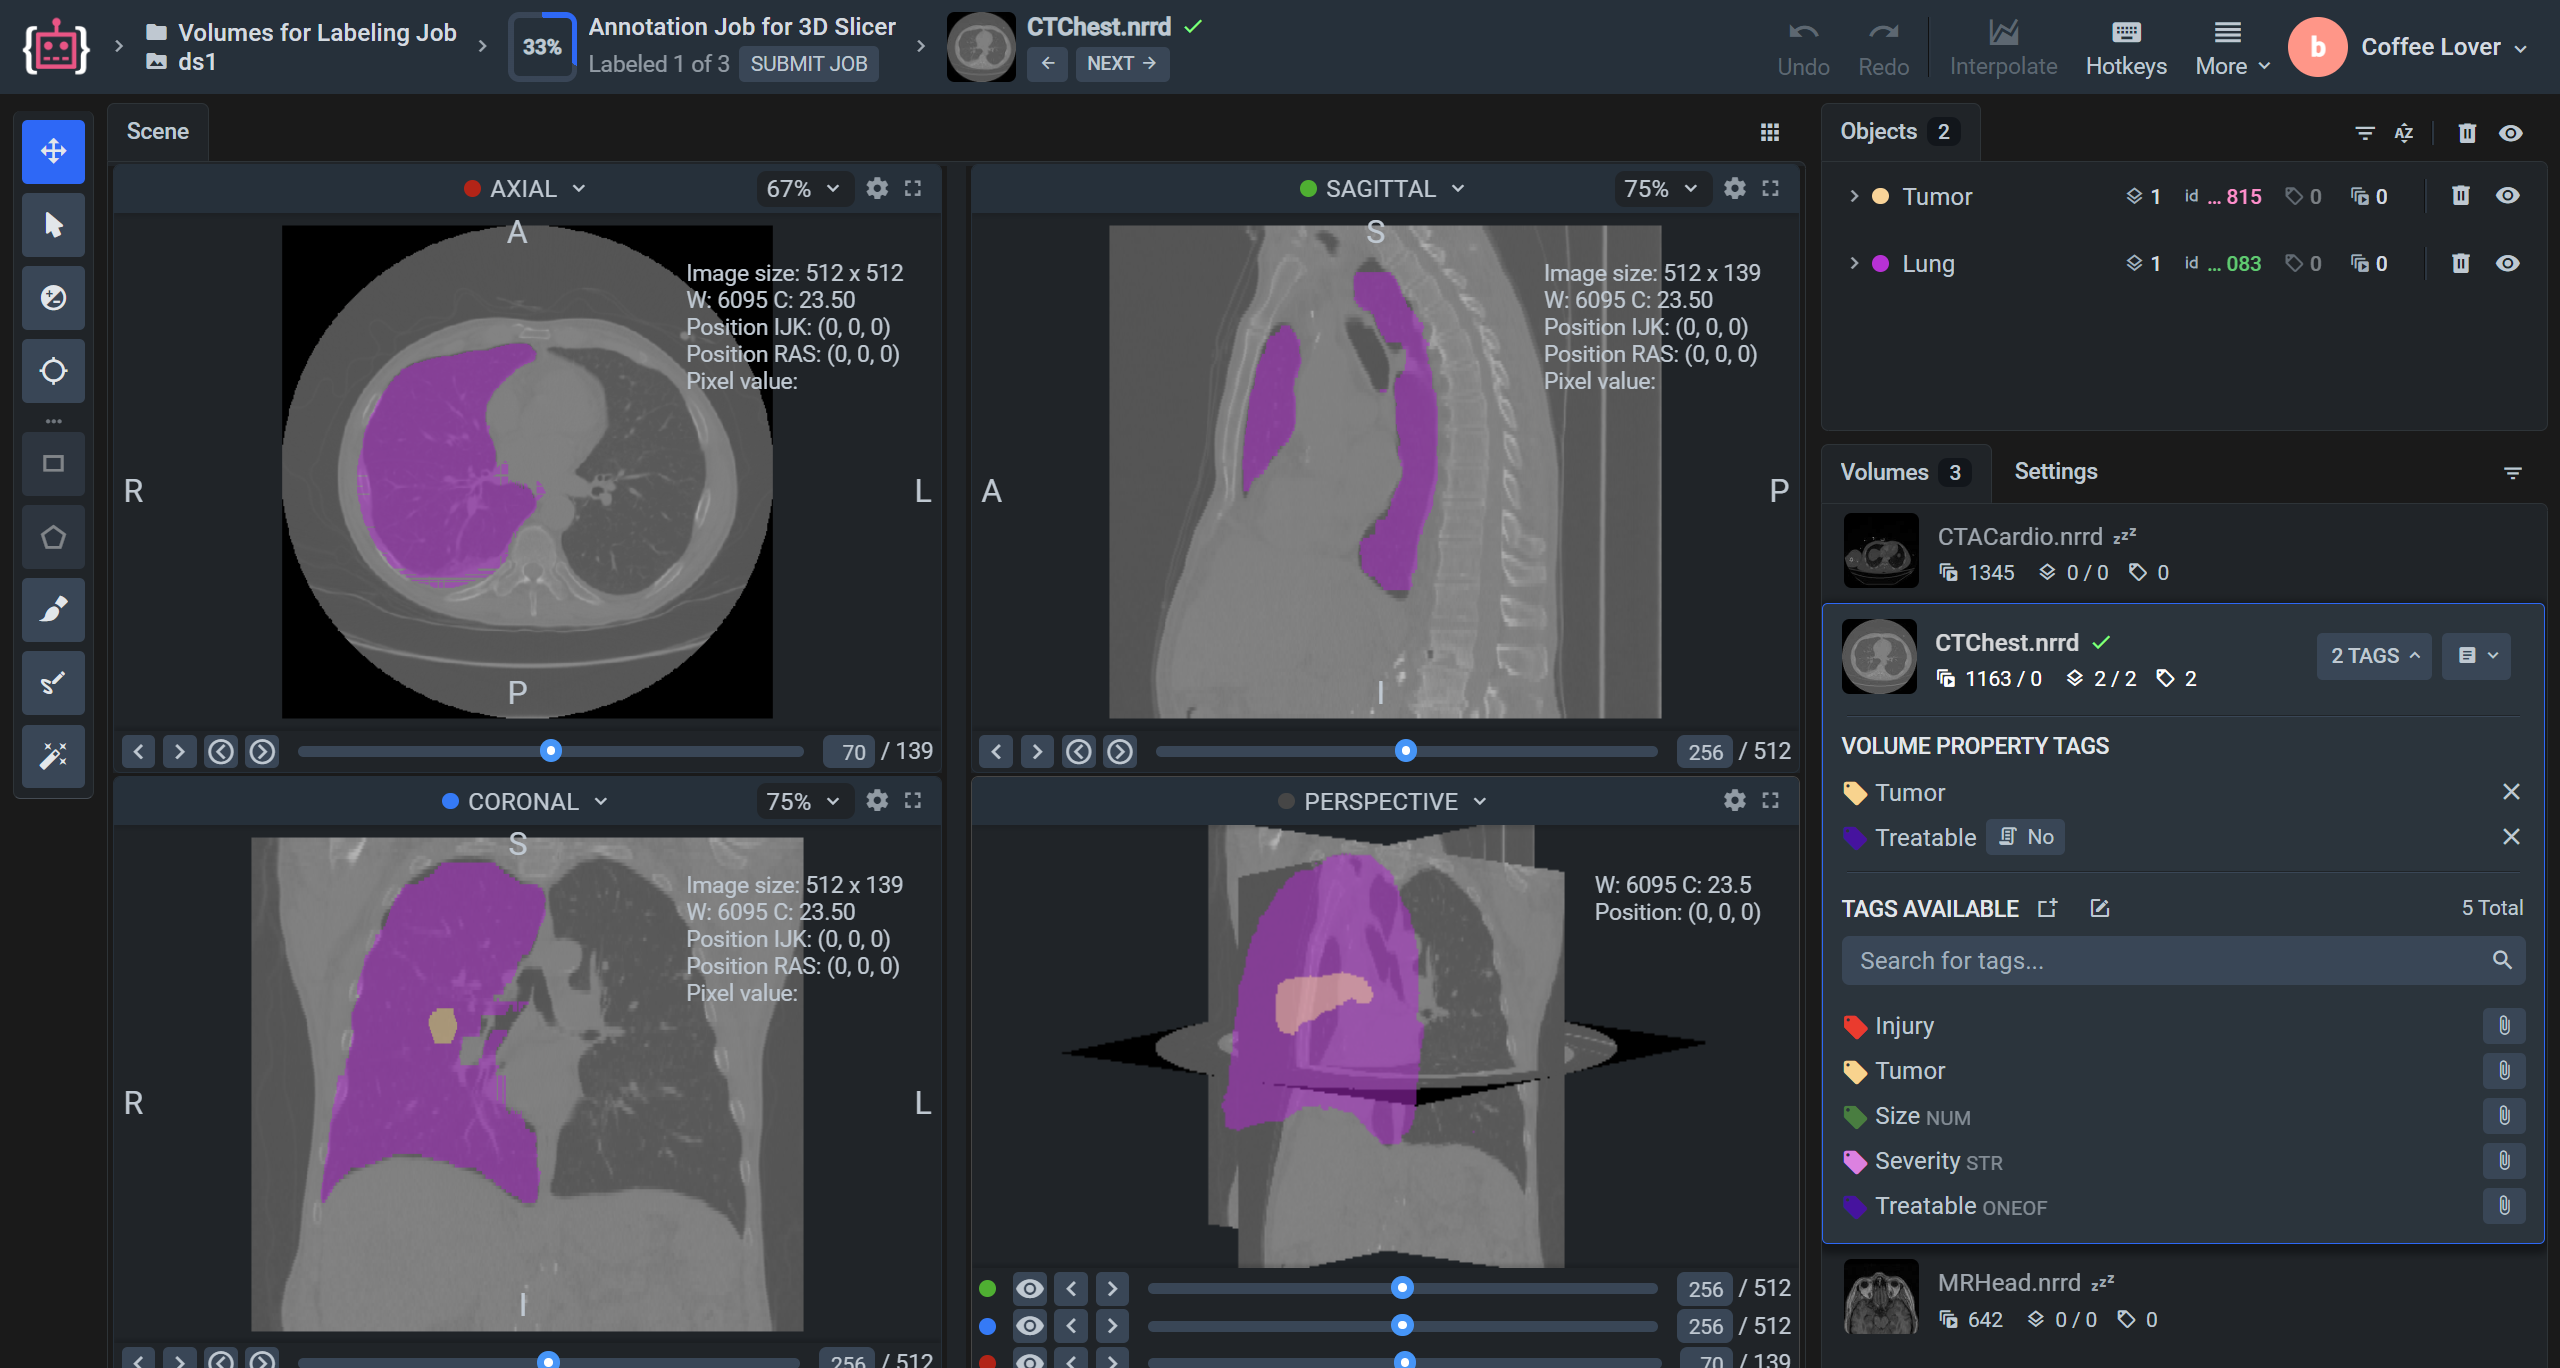 Volumes for Labeling Job
ds1
33%
Annotation Job for 3D Slicer
Labeled 1 of 3 SUBMIT JOB
CTChest.nrrd
NEXT
Undo
Redo
Interpolate
Hotkeys
More
b
Coffee Lover
Scene
AXIAL
67%
A
Image size: 512 x 512
W: 6095 C: 23.50
Position IJK: (0, 0, 0)
Position RAS: (0, 0, 0)
Pixel value:
R
L
P
70 / 139
SAGITTAL
75%
S
Image size: 512 x 139
W: 6095 C: 23.50
Position IJK: (0, 0, 0)
Position RAS: (0, 0, 0)
Pixel value:
A
P
I
256 / 512
CORONAL
75%
S
Image size: 512 x 139
W: 6095 C: 23.50
Position IJK: (0, 0, 0)
Position RAS: (0, 0, 0)
Pixel value:
R
L
I
256 / 512
PERSPECTIVE
W: 6095 C: 23.5
Position: (0, 0, 0)
256 / 512
256 / 512
70 / 139
Objects 2
AZ
Tumor 1 id ... 815 0 0
Lung 1 id ... 083 0 0
Volumes 3
Settings
CTACardio.nrrd zzz
1345 0 / 0 0
CTChest.nrrd
1163 / 0 2 / 2 2
2 TAGS
VOLUME PROPERTY TAGS
Tumor
Treatable No
TAGS AVAILABLE
5 Total
Search for tags...
Injury
Tumor
Size NUM
Severity STR
Treatable ONEOF
MRHead.nrrd zzz
642 0 / 0 0